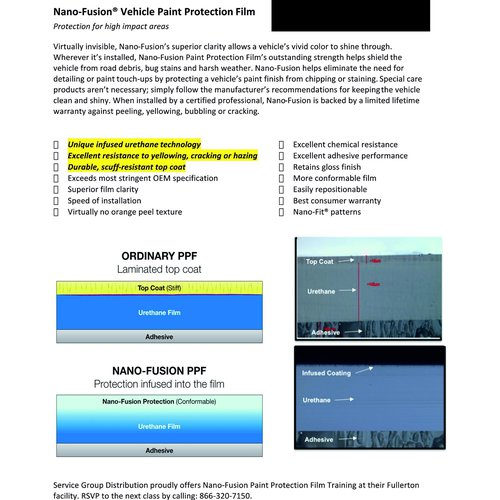 Nano-Fusion® Vehicle Paint Protection Film
Protection for high impact areas
Virtually invisible, Nano-Fusion's superior clarity allows a vehicle's vivid color to shine through.
Wherever it's installed, Nano-Fusion Paint Protection Film's outstanding strength helps shield the
vehicle from road debris, bug stains and harsh weather. Nano-Fusion helps eliminate the need for
detailing or paint touch-ups by protecting a vehicle's paint finish from chipping or staining. Special care
products aren't necessary; simply follow the manufacturer's recommendations for keeping the vehicle
clean and shiny. When installed by a certified professional, Nano-Fusion is backed by a limited lifetime
warranty against peeling, yellowing, bubbling or cracking.
Unique infused urethane technology
Excellent resistance to yellowing, cracking or hazing
Durable, scuff-resistant top coat
Exceeds most stringent OEM specification
Superior film clarity
Speed of installation
Virtually no orange peel texture
Excellent chemical resistance
Excellent adhesive performance
Retains gloss finish
More conformable film
Easily repositionable
Best consumer warranty
Nano-Fit® patterns
ORDINARY PPF
Laminated top coat
Top Coat (Stiff)
Urethane Film
Adhesive
Top Coat
Urethane
Adhesive
NANO-FUSION PPF
Protection infused into the film
Nano-Fusion Protection (Conformable)
Urethane Film
Adhesive
Infused Coating
Urethane
Adhesive
Service Group Distribution proudly offers Nano-Fusion Paint Protection Film Training at their Fullerton
facility. RSVP to the next class by calling: 866-320-7150.